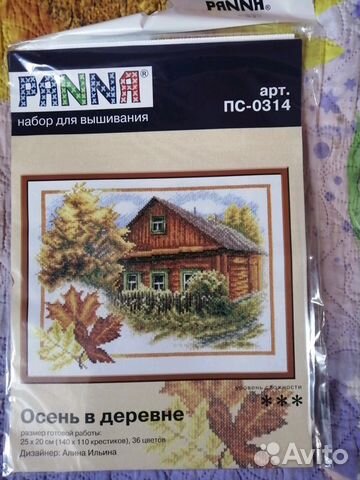 PANNA®
PANNA®
набор для вышивания
арт.
ПС-0314
уровень сложности
***
Осень в деревне
размер готовой работы:
25 х 20 см (140 х 110 крестиков), 36 цветов
Дизайнер: Алина Ильина
Avito